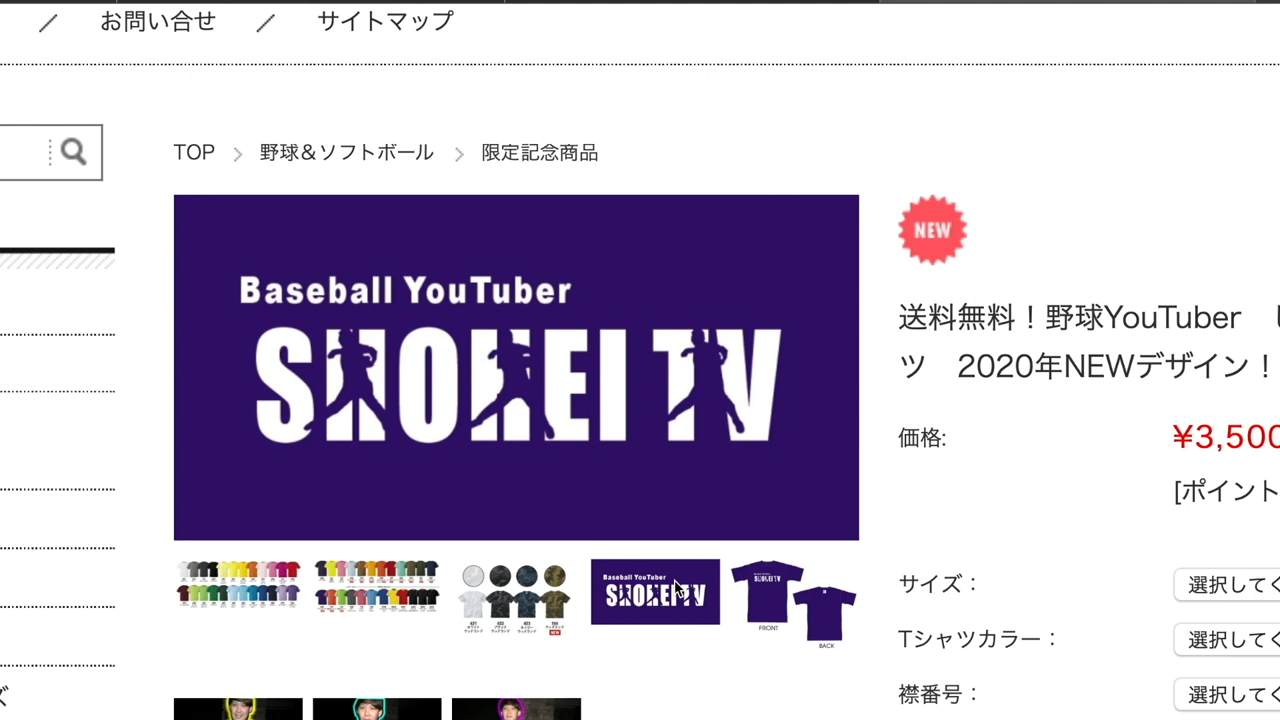 お問い合せ　サイトマップ
TOP　野球＆ソフトボール　限定記念商品
Baseball YouTuber
SHOHEI TV
NEW
送料無料！野球YouTuber
ツ　2020年NEWデザイン！
価格:
¥3,500
[ポイント
サイズ：
選択してく
Tシャツカラー：
選択してく
襟番号：
選択してく
Baseball YouTuber
SHOHEI TV
FRONT
BACK
ズ